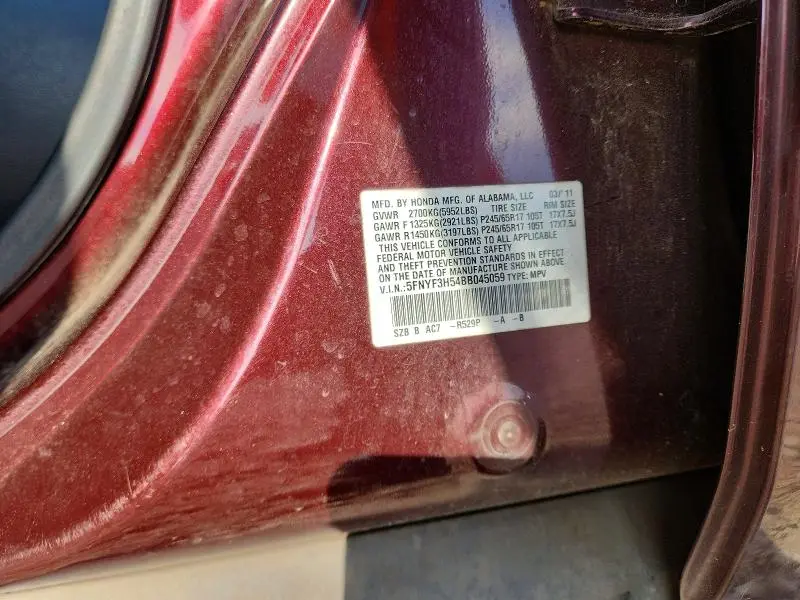 MFD. BY HONDA MFG. OF ALABAMA, LLC 03/11
GVWR 2700KG(5952LBS) TIRE SIZE RIM SIZE
GAWR F1325KG(2921LBS) P245/65R17 105T 17X7.5J
GAWR R1450KG(3197LBS) P245/65R17 105T 17X7.5J
THIS VEHICLE CONFORMS TO ALL APPLICABLE
FEDERAL MOTOR VEHICLE SAFETY
AND THEFT PREVENTION STANDARDS IN EFFECT
ON THE DATE OF MANUFACTURE SHOWN ABOVE
V.I.N.:5FNYF3H54BB045059 TYPE: MPV
SZB B AC7 -R529P -A -B